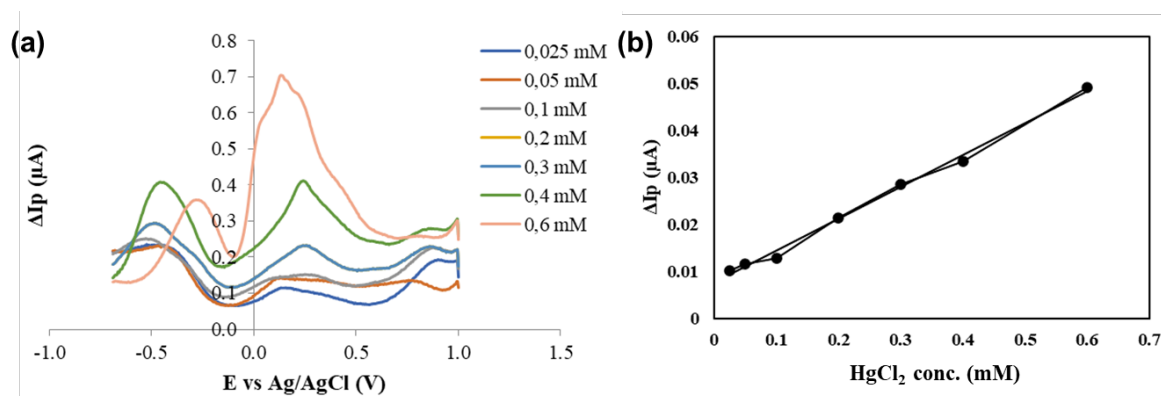 (a)
0.8
0.7
0.6
0.5
0.4
0.3
0.2
0.1
0.0
-1.0
-0.5
0.0
0.5
1.0
1.5
ΔIp (µA)
E vs Ag/AgCl (V)
0,025 mM
0,05 mM
0,1 mM
0,2 mM
0,3 mM
0,4 mM
0,6 mM
(b)
0.06
0.05
0.04
0.03
0.02
0.01
0
0
0.1
0.2
0.3
0.4
0.5
0.6
0.7
ΔIp (µA)
HgCl₂ conc. (mM)